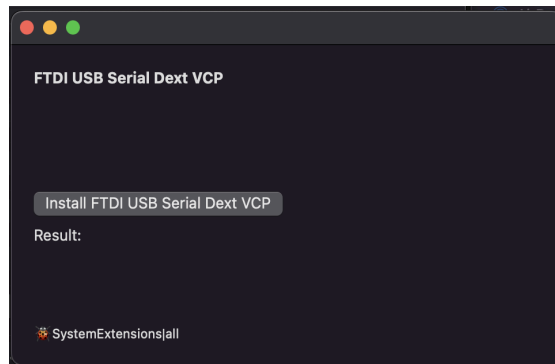 FTDI USB Serial Dext VCP
Install FTDI USB Serial Dext VCP
Result:
🐞 SystemExtensions|all